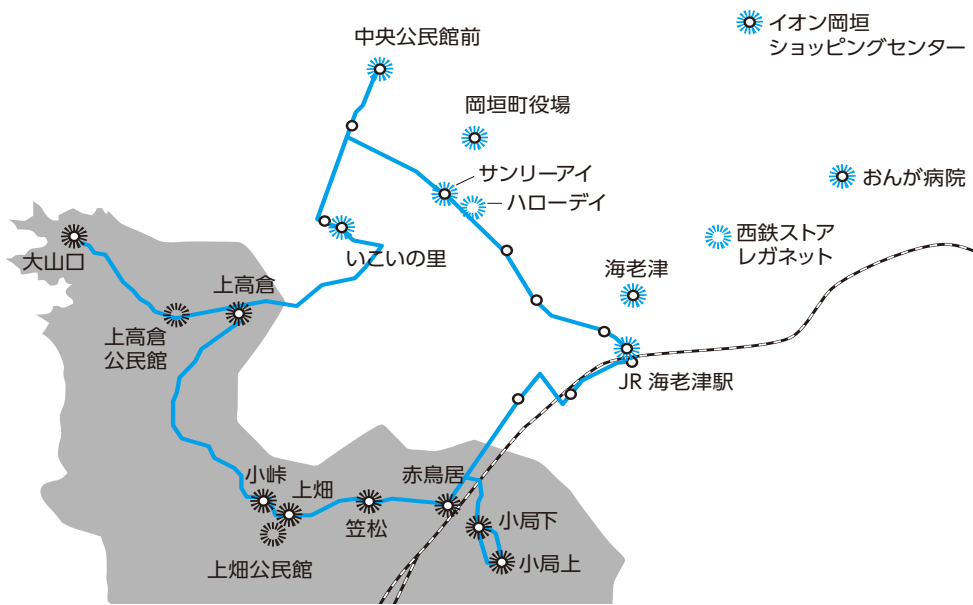 イオン岡垣
ショッピングセンター
中央公民館前
岡垣町役場
サンリーアイ
おんが病院
ハローデイ
西鉄ストア
レガネット
いこいの里
大山口
海老津
上高倉
上高倉
公民館
JR 海老津駅
小峠
赤鳥居
上畑
笠松
小局下
上畑公民館
小局上